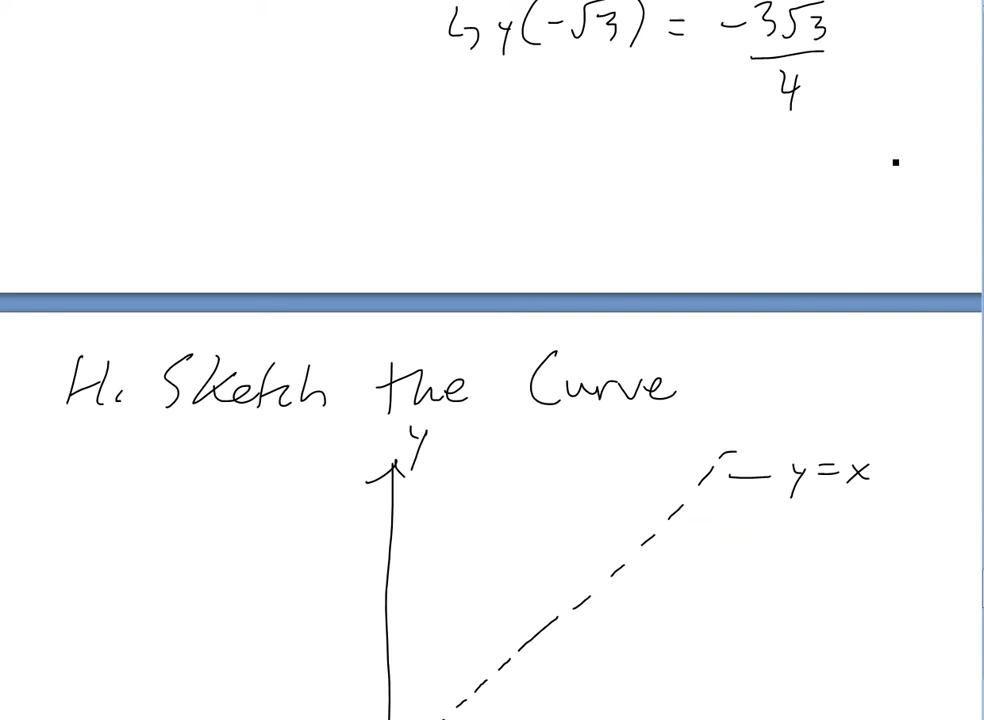 ↳ y(-√3) = -3√3/4
H. Sketch the Curve
y
y = x